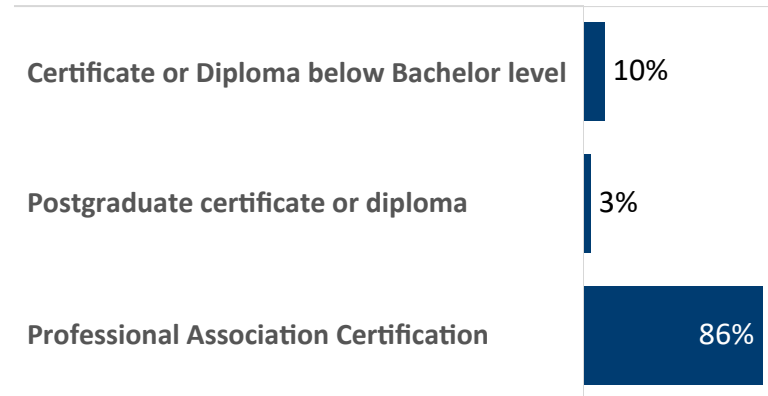 Certificate or Diploma below Bachelor level 10%
Postgraduate certificate or diploma 3%
Professional Association Certification 86%